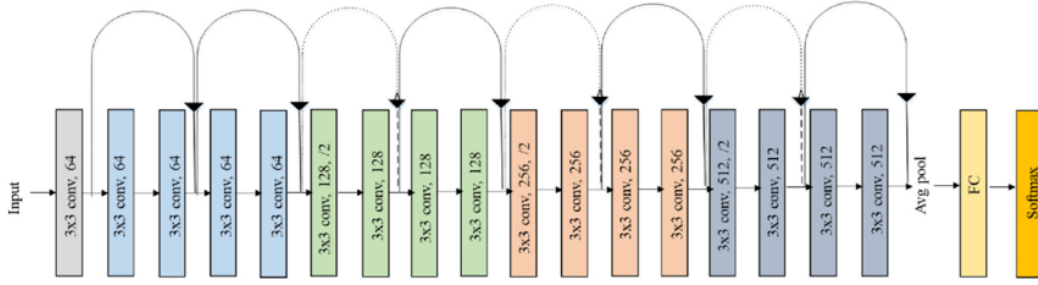 Input
3x3 conv, 64
3x3 conv, 64
3x3 conv, 64
3x3 conv, 64
3x3 conv, 64
3x3 conv, 128, /2
3x3 conv, 128
3x3 conv, 128
3x3 conv, 128
3x3 conv, 256, /2
3x3 conv, 256
3x3 conv, 256
3x3 conv, 256
3x3 conv, 512, /2
3x3 conv, 512
3x3 conv, 512
3x3 conv, 512
Avg pool
FC
Softmax